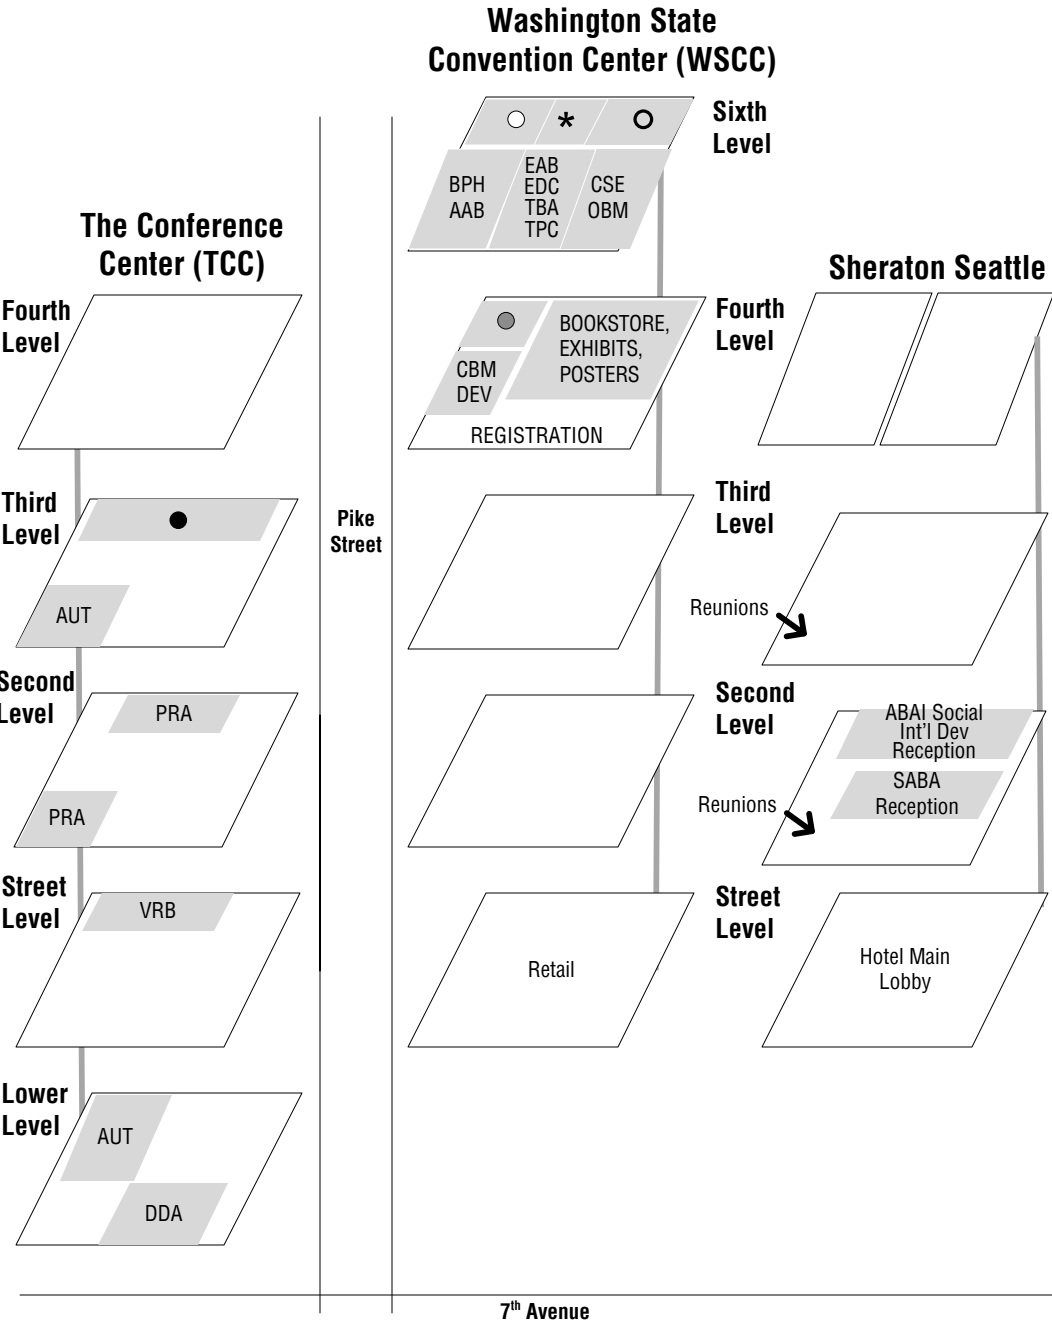 Washington State
Convention Center (WSCC)
Sixth
Level
*
BPH
AAB
EAB
EDC
TBA
TPC
CSE
OBM
The Conference
Center (TCC)
Sheraton Seattle
Fourth
Level
Fourth
Level
BOOKSTORE,
EXHIBITS,
POSTERS
CBM
DEV
REGISTRATION
Third
Level
AUT
Pike
Street
Third
Level
Reunions
Second
Level
PRA
PRA
Second
Level
ABAI Social
Int'l Dev
Reception
SABA
Reception
Reunions
Street
Level
VRB
Retail
Street
Level
Hotel Main
Lobby
Lower
Level
AUT
DDA
7th Avenue